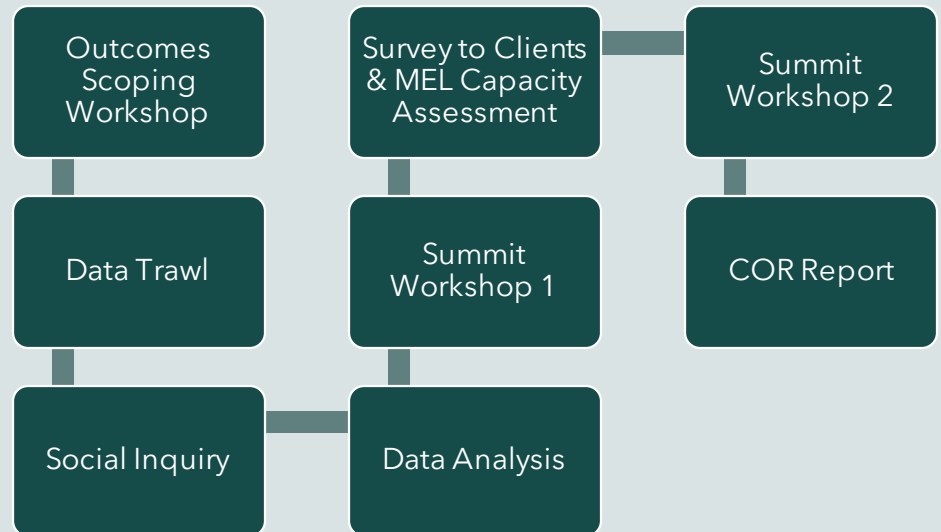 Outcomes
Scoping
Workshop
Data Trawl
Social Inquiry
Data Analysis
Summit
Workshop 1
Survey to Clients
& MEL Capacity
Assessment
Summit
Workshop 2
COR Report